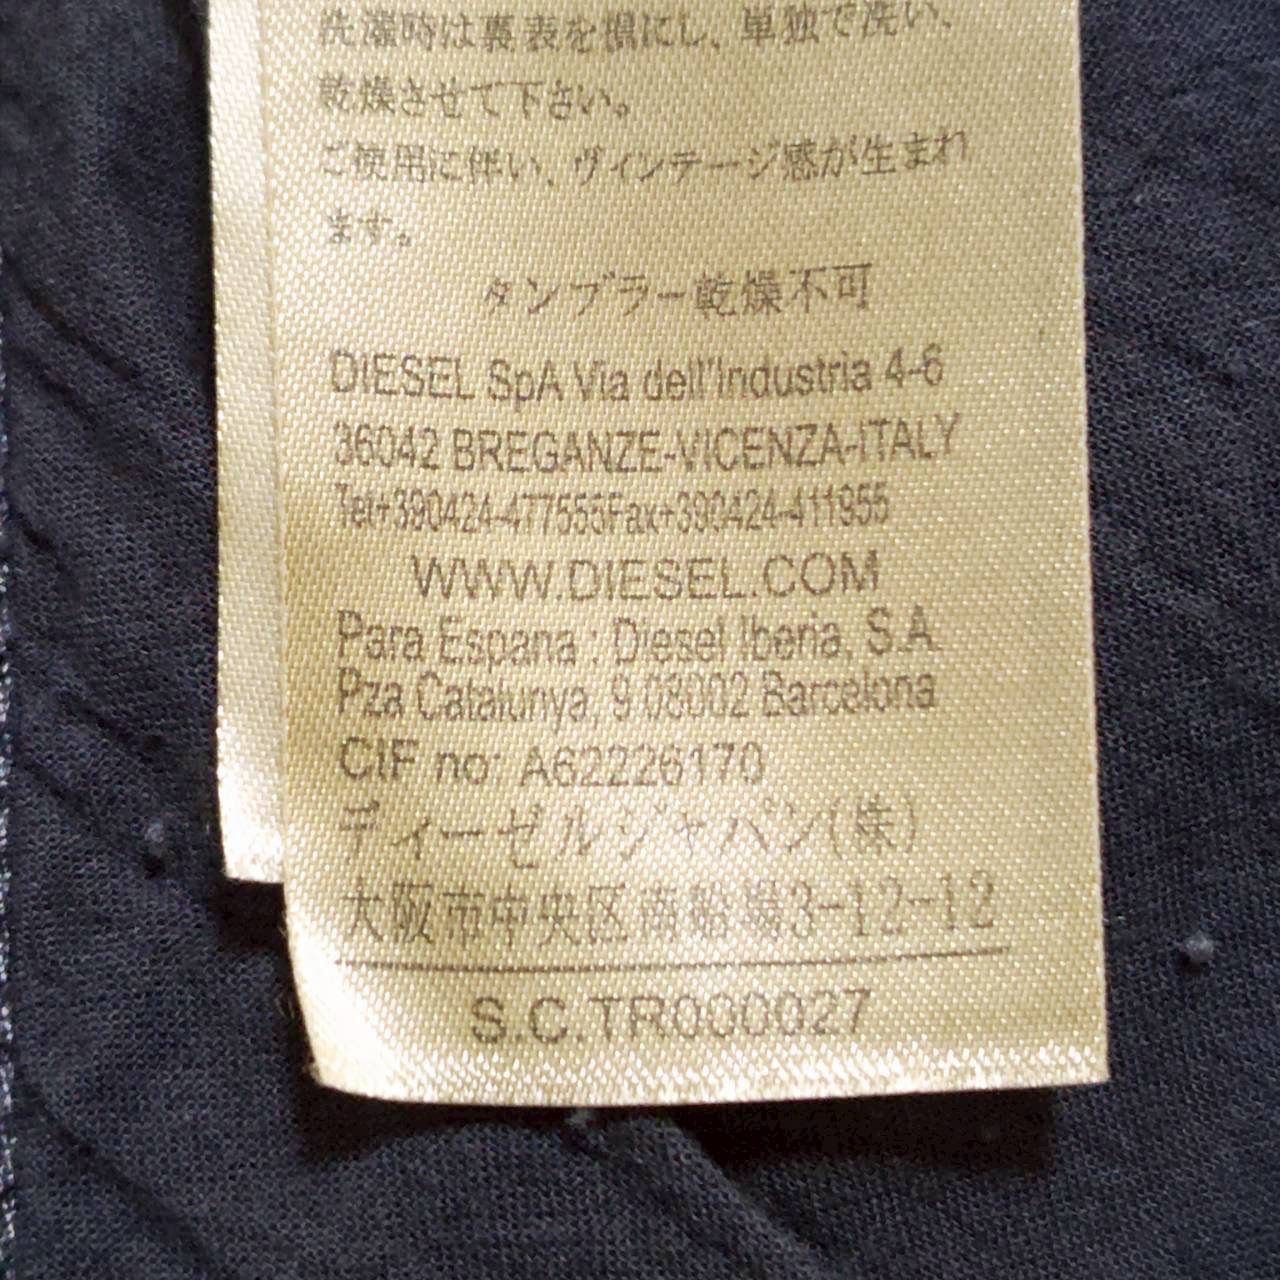 洗濯時は裏表を損にし、単独で洗い、
乾燥させて下さい。
ご使用に伴い、ヴィンテージ感が生まれ
ます。
タンブラー乾燥不可
DIESEL SpA Via dell'Industria 4-6
36042 BREGANZE-VICENZA-ITALY
Tel+390424-477555Fax+390424-411955
WWW.DIESEL.COM
Para Espana : Diesel Iberia, S.A.
Pza Catalunya, 9 08002 Barcelona
CIF no: A62226170
ディーゼルジャパン(株)
大阪市中央区南船場3-12-12
S.C.TR000027